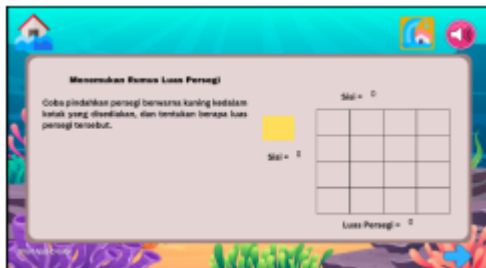 Menemukan Rumus Luas Persegi
Coba pindahkan persegi berwarna kuning kedalam
kotak yang disediakan, dan tentukan berapa luas
persegi tersebut.
Sisi = 0
Sisi = 0
Luas Persegi = 0